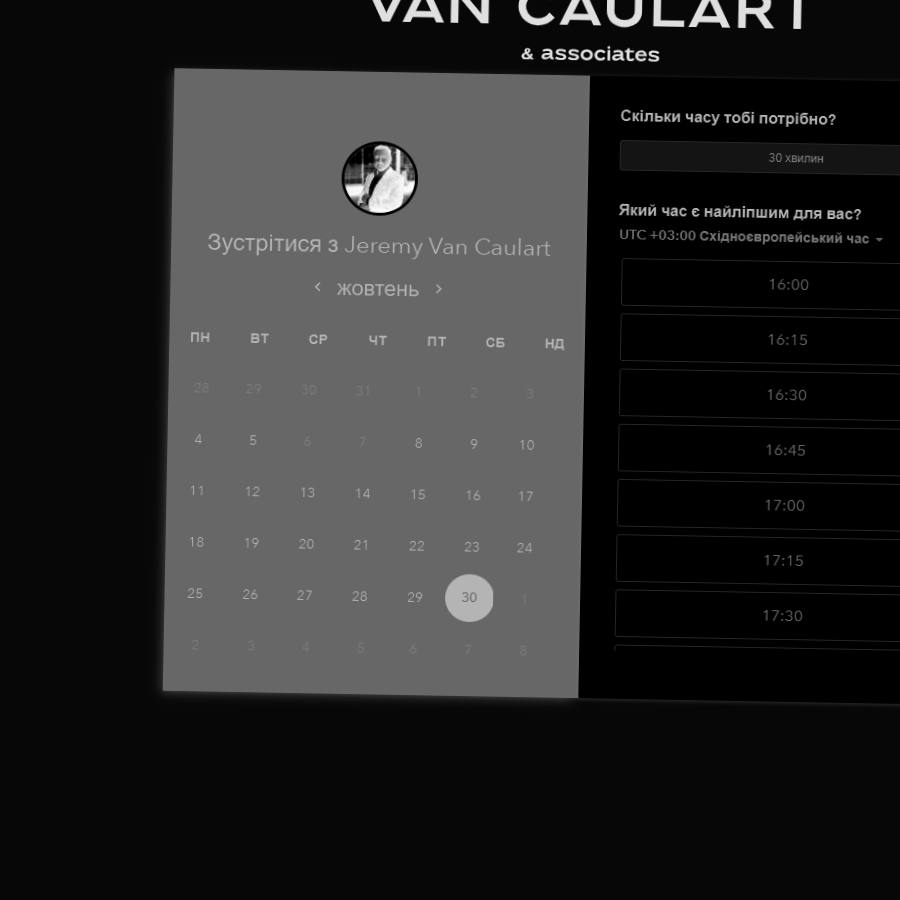 VAN CAULART
& associates
Зустрітися з Jeremy Van Caulart
жовтень
ПН ВТ СР ЧТ ПТ СБ НД
28 29 30 31 1 2 3
4 5 6 7 8 9 10
11 12 13 14 15 16 17
18 19 20 21 22 23 24
25 26 27 28 29 30 1
2 3 4 5 6 7 8
Скільки часу тобі потрібно?
30 хвилин
Який час є найліпшим для вас?
UTC +03:00 Східноєвропейський час
16:00
16:15
16:30
16:45
17:00
17:15
17:30